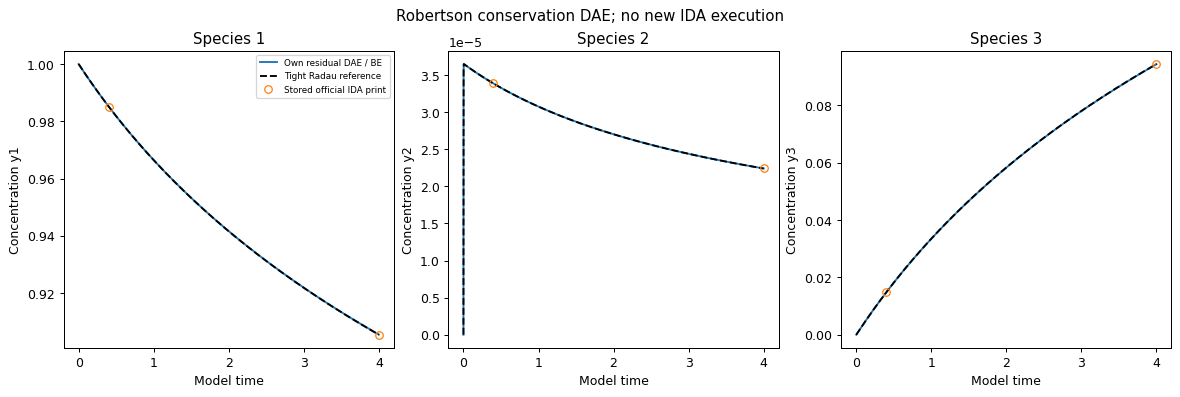 Robertson conservation DAE; no new IDA execution
Species 1
Concentration y1
1.00
0.98
0.96
0.94
0.92
0 1 2 3 4
Model time
Own residual DAE / BE
Tight Radau reference
Stored official IDA print
Species 2
1e−5
Concentration y2
3.5
3.0
2.5
2.0
1.5
1.0
0.5
0.0
0 1 2 3 4
Model time
Species 3
Concentration y3
0.08
0.06
0.04
0.02
0.00
0 1 2 3 4
Model time